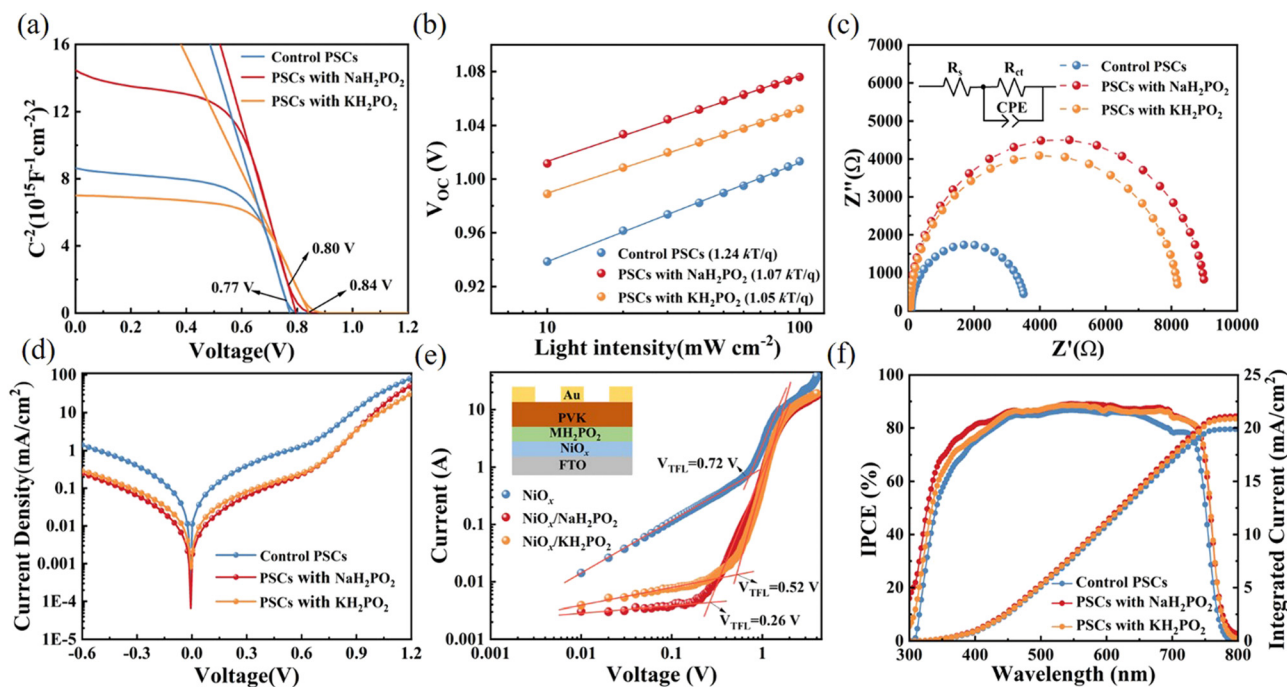 (a)
16
12
8
4
0
C⁻²(10¹⁵F⁻¹cm⁻²)²
Control PSCs
PSCs with NaH₂PO₂
PSCs with KH₂PO₂
0.80 V
0.77 V
0.84 V
0.0 0.2 0.4 0.6 0.8 1.0 1.2
Voltage(V)
(b)
1.08
1.04
1.00
0.96
0.92
V_OC (V)
Control PSCs (1.24 kT/q)
PSCs with NaH₂PO₂ (1.07 kT/q)
PSCs with KH₂PO₂ (1.05 kT/q)
10 100
Light intensity(mW cm⁻²)
(c)
7000
6000
5000
4000
3000
2000
1000
0
Z''(Ω)
R_s R_ct
CPE
Control PSCs
PSCs with NaH₂PO₂
PSCs with KH₂PO₂
0 2000 4000 6000 8000 10000
Z'(Ω)
(d)
100
10
1
0.1
0.01
0.001
1E-4
1E-5
Current Density(mA/cm²)
Control PSCs
PSCs with NaH₂PO₂
PSCs with KH₂PO₂
-0.6 -0.3 0.0 0.3 0.6 0.9 1.2
Voltage(V)
(e)
10
1
0.1
0.01
0.001
Current (A)
Au
PVK
MH₂PO₂
NiOₓ
FTO
NiOₓ
NiOₓ/NaH₂PO₂
NiOₓ/KH₂PO₂
V_TFL=0.72 V
V_TFL=0.52 V
V_TFL=0.26 V
0.001 0.01 0.1 1
Voltage (V)
(f)
100
80
60
40
20
0
IPCE (%)
Control PSCs
PSCs with NaH₂PO₂
PSCs with KH₂PO₂
25
20
15
10
5
0
Integrated Current (mA/cm²)
300 400 500 600 700 800
Wavelength (nm)